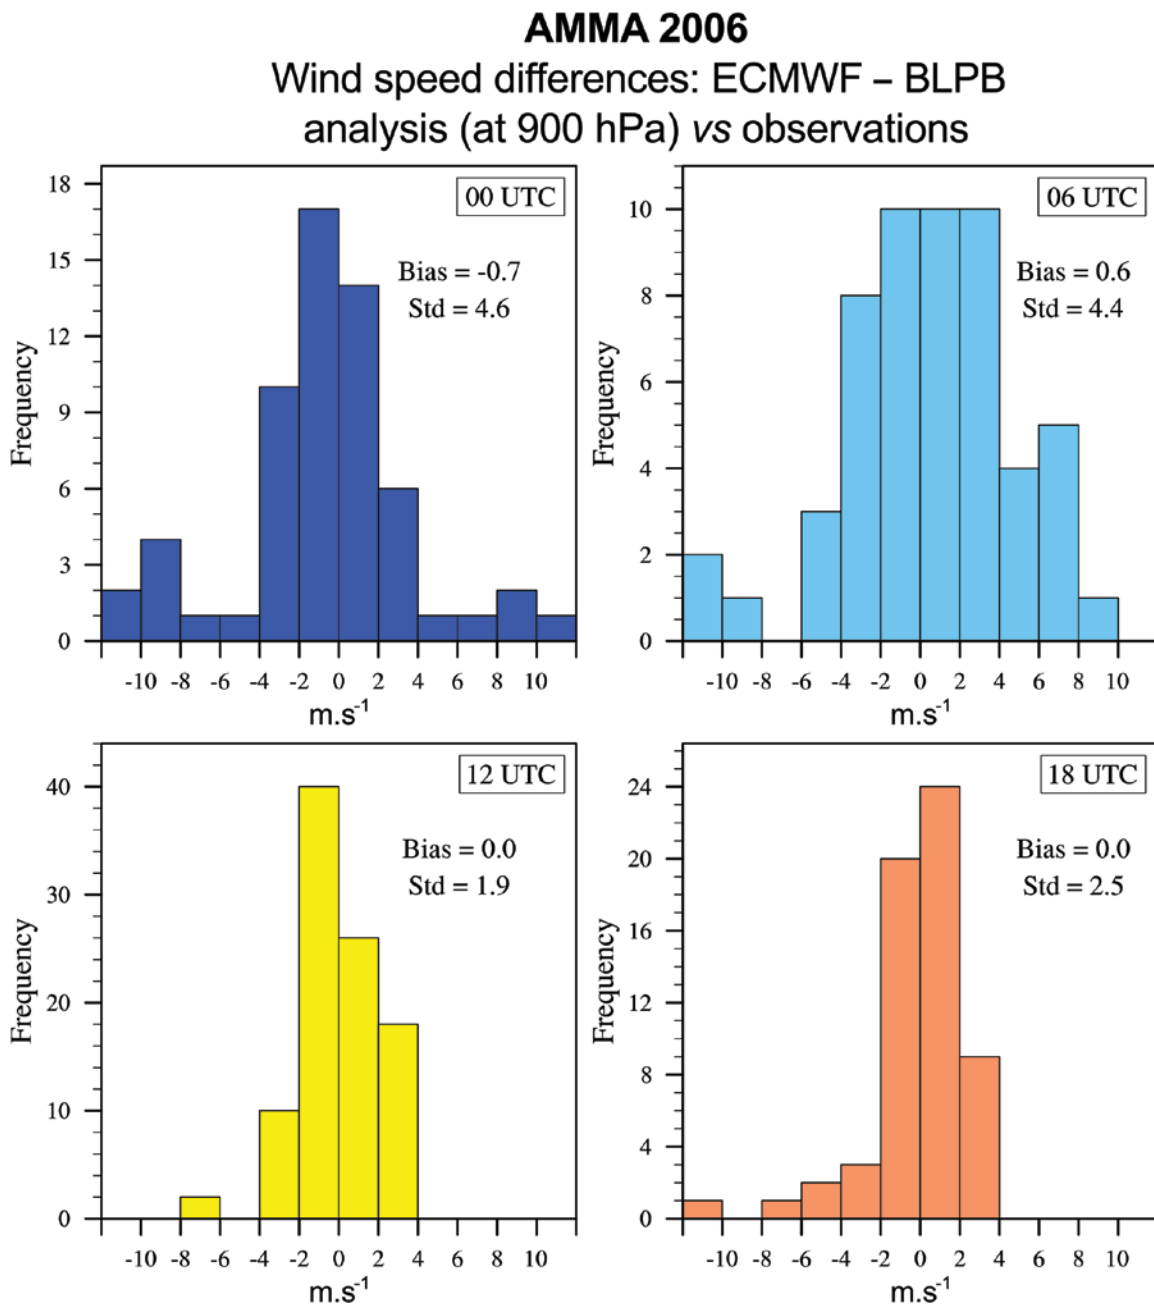 AMMA 2006
Wind speed differences: ECMWF – BLPB
analysis (at 900 hPa) vs observations
00 UTC
Bias = -0.7
Std = 4.6
Frequency
18
15
12
9
6
3
0
-10 -8 -6 -4 -2 0 2 4 6 8 10
m.s-1
06 UTC
Bias = 0.6
Std = 4.4
Frequency
10
8
6
4
2
0
-10 -8 -6 -4 -2 0 2 4 6 8 10
m.s-1
12 UTC
Bias = 0.0
Std = 1.9
Frequency
40
30
20
10
0
-10 -8 -6 -4 -2 0 2 4 6 8 10
m.s-1
18 UTC
Bias = 0.0
Std = 2.5
Frequency
24
20
16
12
8
4
0
-10 -8 -6 -4 -2 0 2 4 6 8 10
m.s-1